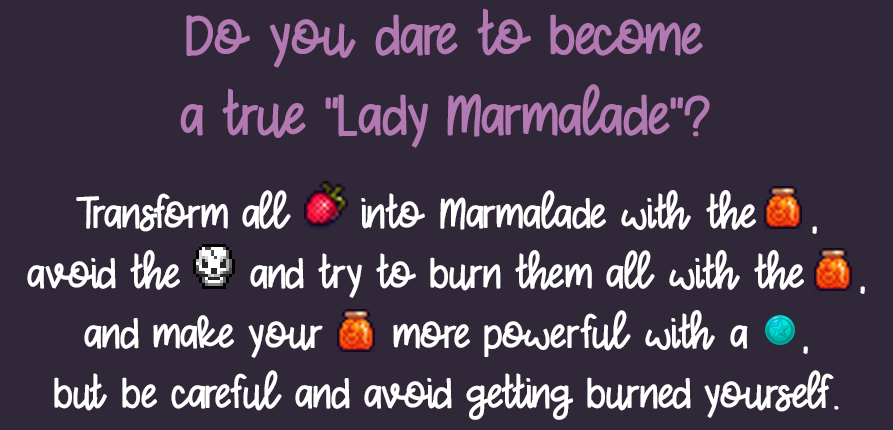 Do you dare to become
a true "Lady Marmalade"?
Transform all into Marmalade with the ,
avoid the and try to burn them all with the ,
and make your more powerful with a ,
but be careful and avoid getting burned yourself.